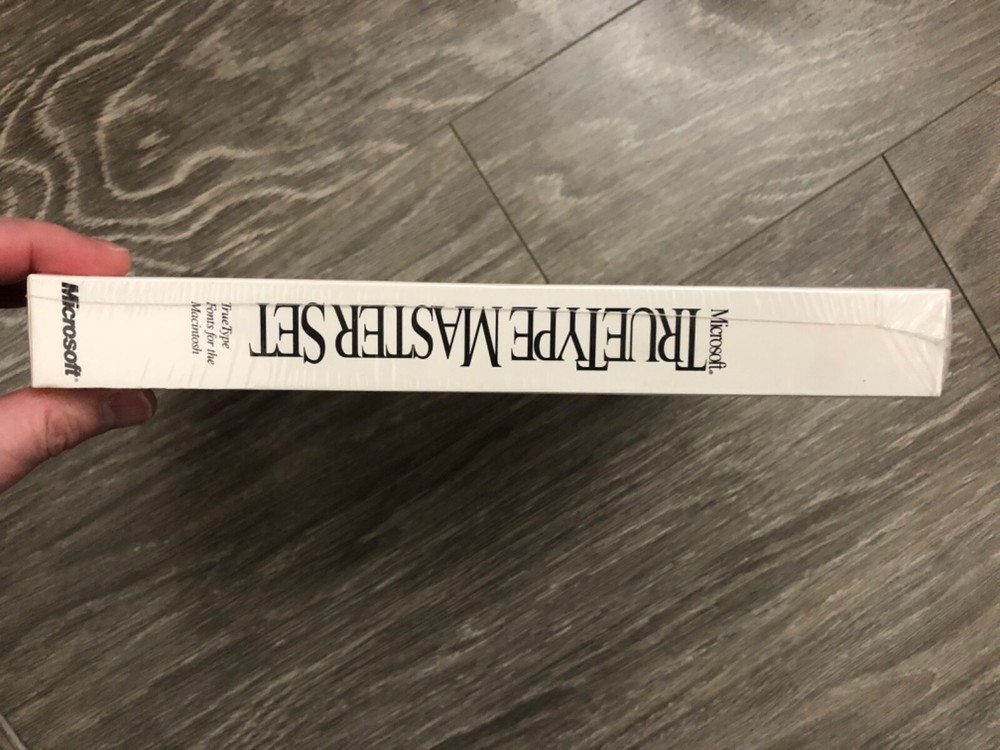 Microsoft®
TRUETYPE MASTER SET
TrueType
Fonts for the
Macintosh
Microsoft®